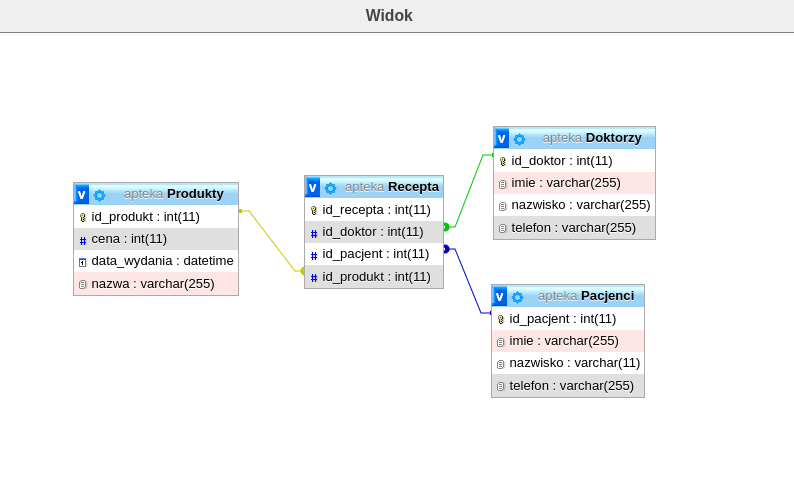 Widok
v apteka Produkty
id_produkt : int(11)
# cena : int(11)
data_wydania : datetime
nazwa : varchar(255)
v apteka Recepta
id_recepta : int(11)
# id_doktor : int(11)
# id_pacjent : int(11)
# id_produkt : int(11)
v apteka Doktorzy
id_doktor : int(11)
imie : varchar(255)
nazwisko : varchar(255)
telefon : varchar(255)
v apteka Pacjenci
id_pacjent : int(11)
imie : varchar(255)
nazwisko : varchar(11)
telefon : varchar(255)